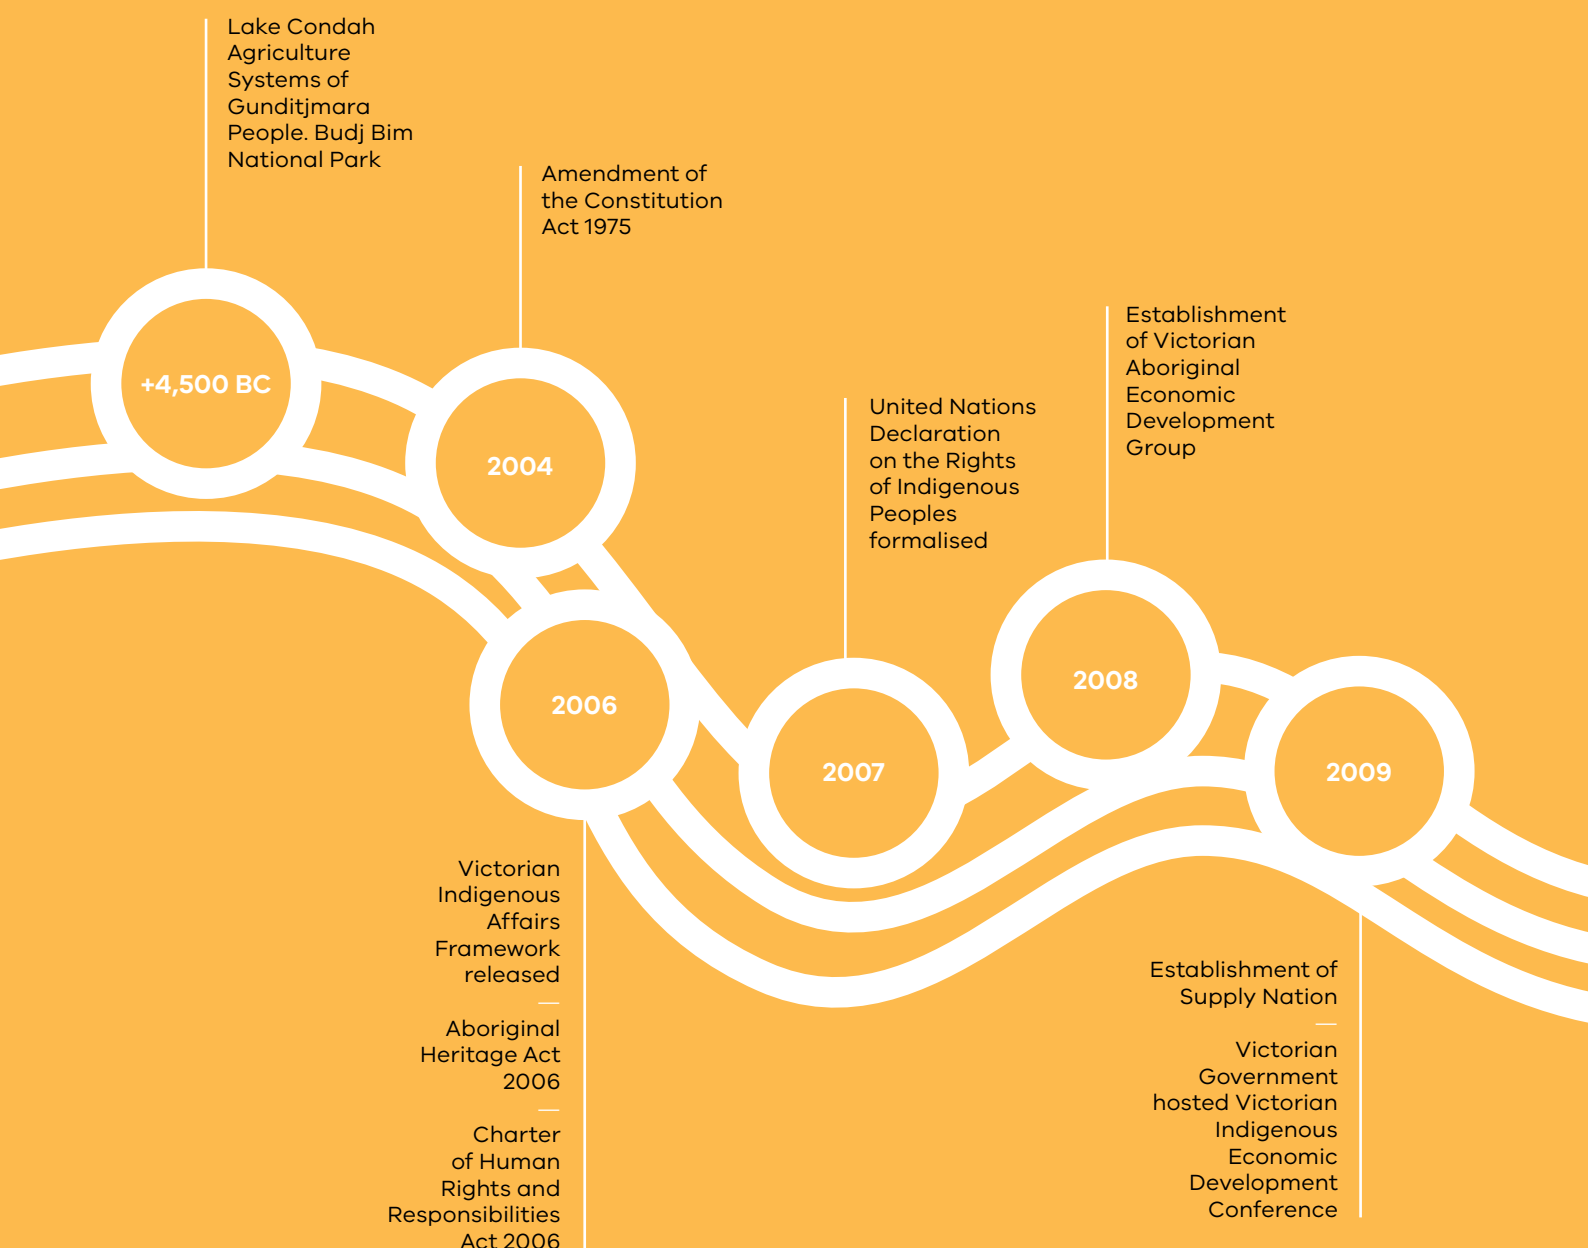 Lake Condah
Agriculture
Systems of
Gunditjmara
People. Budj Bim
National Park
+4,500 BC
Amendment of
the Constitution
Act 1975
2004
2006
Victorian
Indigenous
Affairs
Framework
released
—
Aboriginal
Heritage Act
2006
—
Charter
of Human
Rights and
Responsibilities
Act 2006
United Nations
Declaration
on the Rights
of Indigenous
Peoples
formalised
2007
Establishment
of Victorian
Aboriginal
Economic
Development
Group
2008
2009
Establishment of
Supply Nation
—
Victorian
Government
hosted Victorian
Indigenous
Economic
Development
Conference